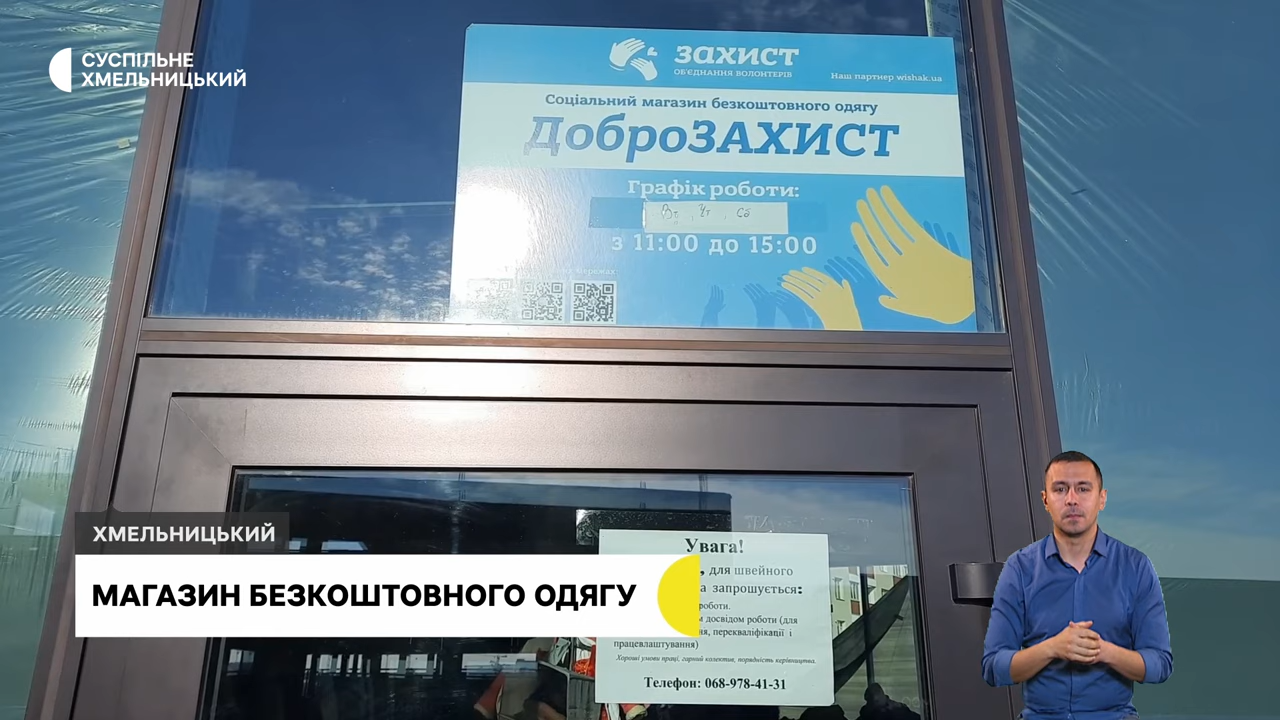 СУСПІЛЬНЕ
ХМЕЛЬНИЦЬКИЙ
ЗАХИСТ
ОБ'ЄДНАННЯ ВОЛОНТЕРІВ
Наш партнер wishak.ua
Соціальний магазин безкоштовного одягу
ДоброЗАХИСТ
Графік роботи:
Вт, Чт, Сб
з 11:00 до 15:00
ХМЕЛЬНИЦЬКИЙ
МАГАЗИН БЕЗКОШТОВНОГО ОДЯГУ
Увага!
, для швейного
запрошується:
роботи.
досвідом роботи (для
перекваліфікації і
працевлаштування)
Хороші умови праці, гарний колектив, порядність керівництва.
Телефон: 068-978-41-31